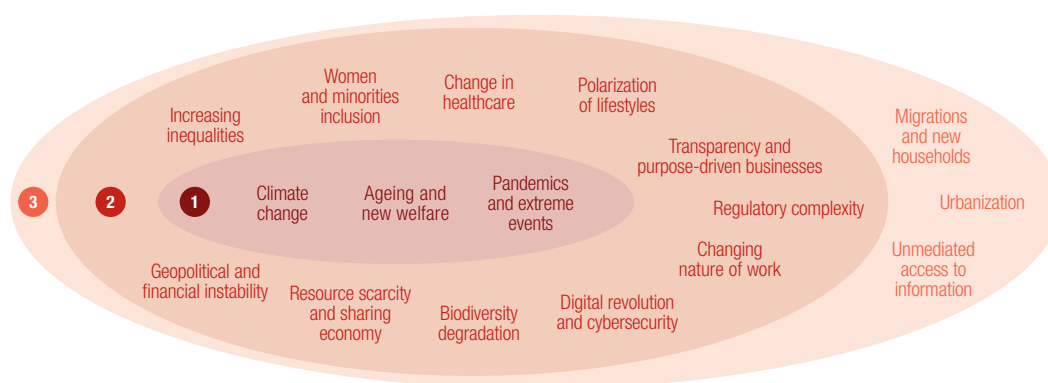 Women
and minorities
inclusion
Change in
healthcare
Polarization
of lifestyles
Increasing
inequalities
Migrations
and new
households
Transparency and
purpose-driven businesses
3
2
1
Climate
change
Ageing and
new welfare
Pandemics
and extreme
events
Regulatory complexity
Urbanization
Changing
nature of work
Unmediated
access to
information
Geopolitical and
financial instability
Resource scarcity
and sharing
economy
Biodiversity
degradation
Digital revolution
and cybersecurity